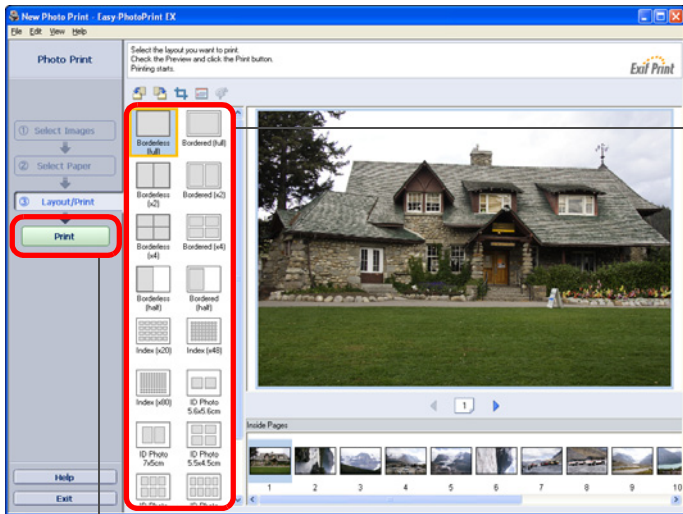 New Photo Print - Easy-PhotoPrint EX
File Edit View Help
Photo Print
Select the layout you want to print.
Check the Preview and click the Print button.
Printing starts.
Exif Print
① Select Images
② Select Paper
③ Layout/Print
Print
Borderless
(full)
Bordered (full)
Borderless
(x2)
Bordered (x2)
Borderless
(x4)
Bordered (x4)
Borderless
(half)
Bordered
(half)
Index (x20)
Index (x48)
Index (x80)
ID Photo
5.6x5.6cm
ID Photo
7x5cm
ID Photo
5.5x4.5cm
ID Photo
ID Photo
1
Inside Pages
1 2 3 4 5 6 7 8 9 10
Help
Exit